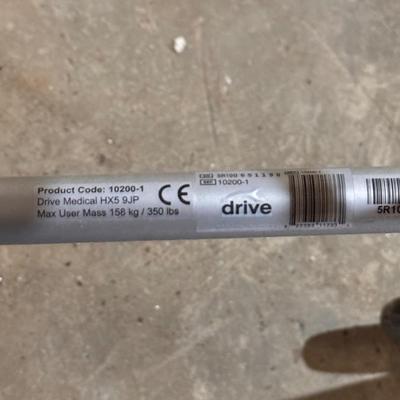 Product Code: 10200-1
Drive Medical HX5 9JP
Max User Mass 158 kg / 350 lbs
CE
10200-1
drive
5R10